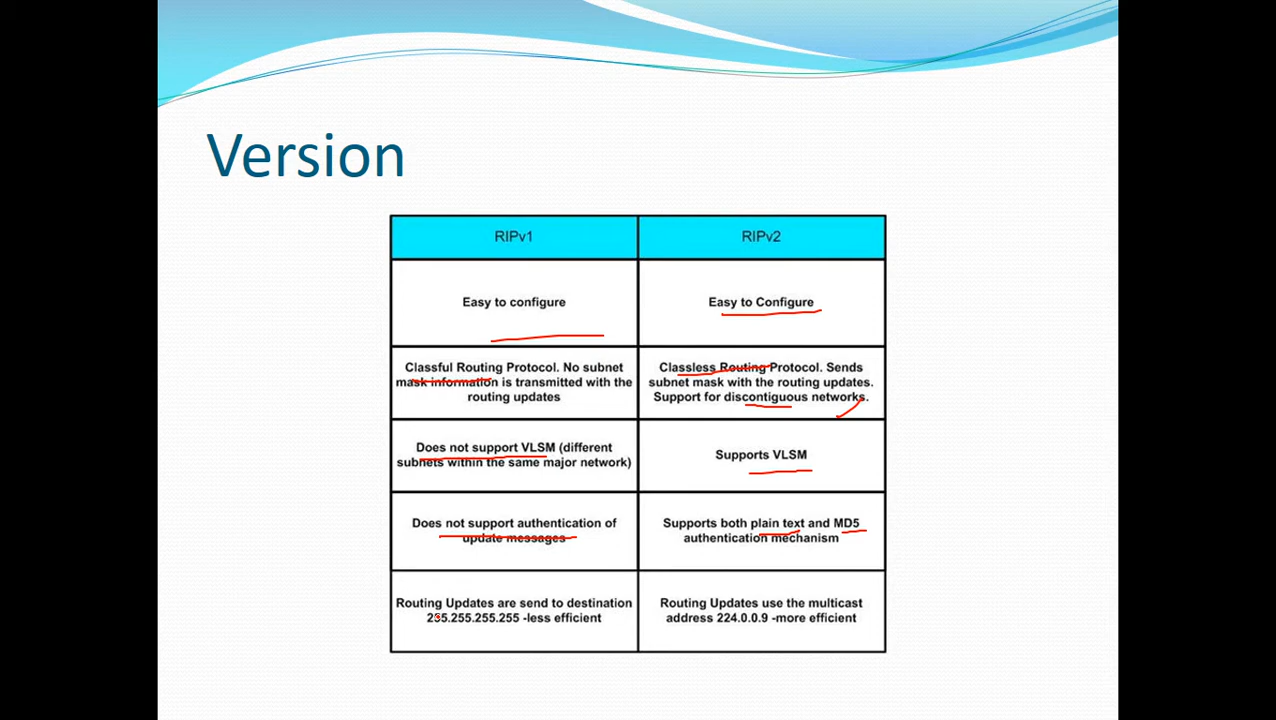 Version
RIPv1
RIPv2
Easy to configure
Easy to Configure
Classful Routing Protocol. No subnet
mask information is transmitted with the
routing updates
Classless Routing Protocol. Sends
subnet mask with the routing updates.
Support for discontiguous networks.
Does not support VLSM (different
subnets within the same major network)
Supports VLSM
Does not support authentication of
update messages
Supports both plain text and MD5
authentication mechanism
Routing Updates are send to destination
255.255.255.255 -less efficient
Routing Updates use the multicast
address 224.0.0.9 -more efficient